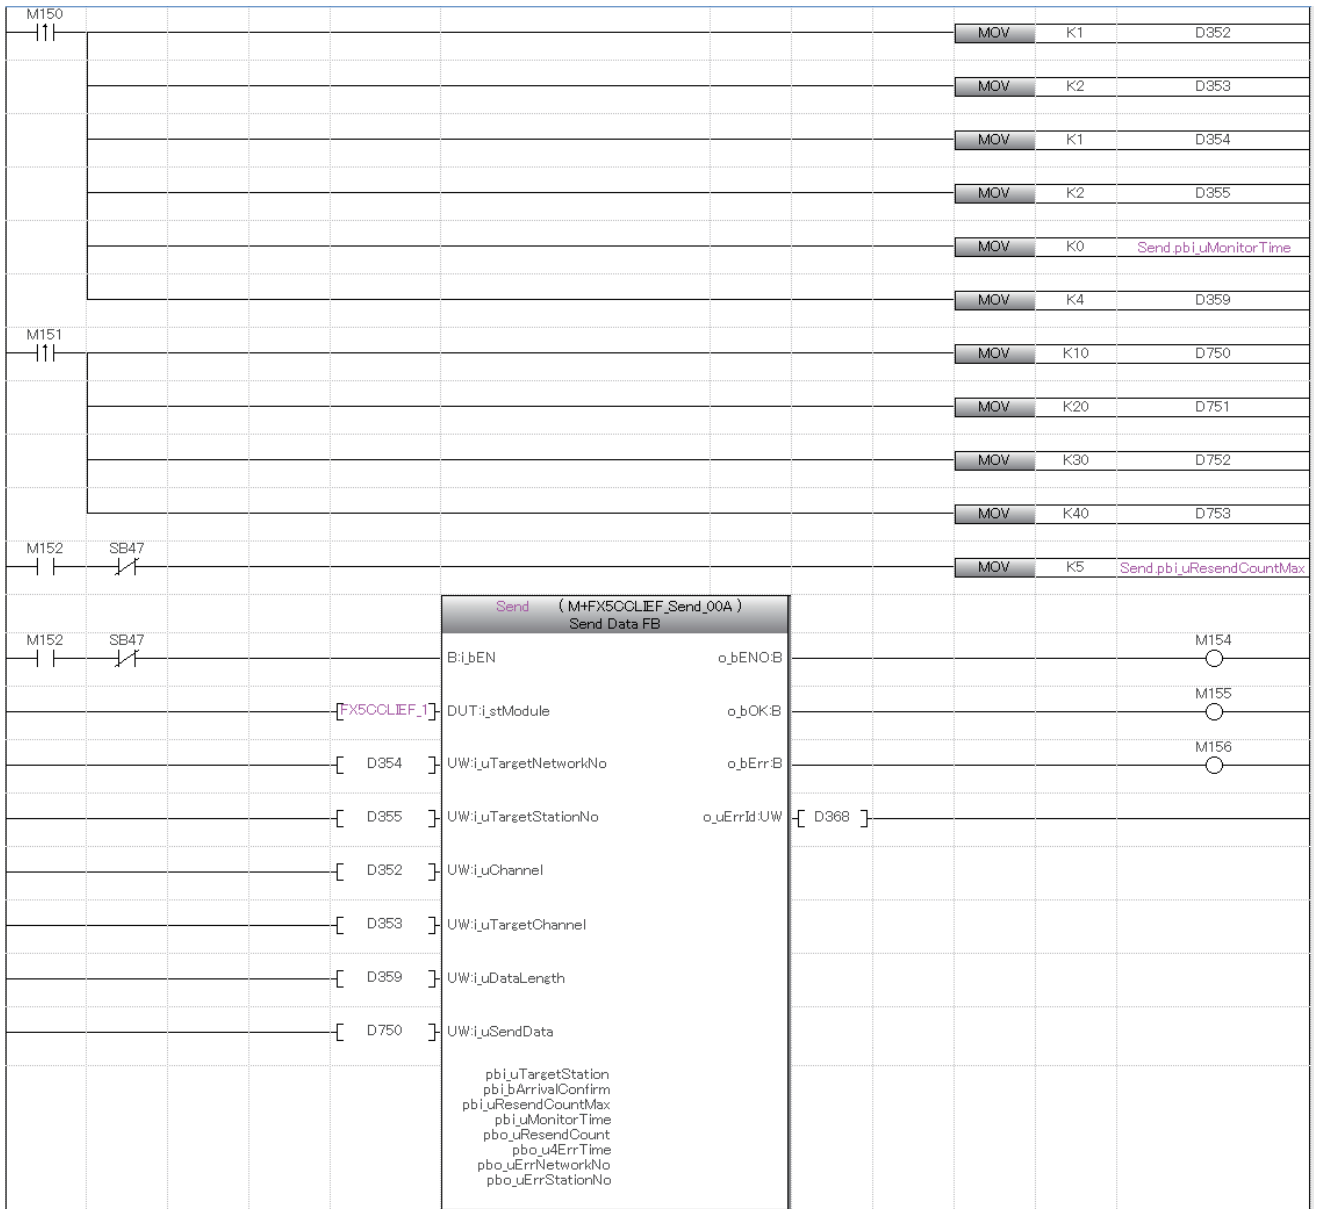 M150
MOV K1 D352
MOV K2 D353
MOV K1 D354
MOV K2 D355
MOV K0 Send.pbi_uMonitorTime
MOV K4 D359
M151
MOV K10 D750
MOV K20 D751
MOV K30 D752
MOV K40 D753
M152 SB47
MOV K5 Send.pbi_uResendCountMax
Send (M+FX5CCLIEF_Send_00A)
Send Data FB
M152 SB47 M154
B:i_bEN o_bENO:B
M155
FX5CCLIEF_1 DUT:i_stModule o_bOK:B
M156
D354 UW:i_uTargetNetworkNo o_bErr:B
D355 UW:i_uTargetStationNo o_uErrId:UW D368
D352 UW:i_uChannel
D353 UW:i_uTargetChannel
D359 UW:i_uDataLength
D750 UW:i_uSendData
pbi_uTargetStation
pbi_bArrivalConfirm
pbi_uResendCountMax
pbi_uMonitorTime
pbo_uResendCount
pbo_u4ErrTime
pbo_uErrNetworkNo
pbo_uErrStationNo